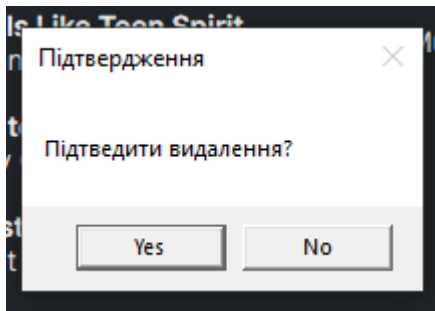 ls Like Teen Spirit
Підтвердження
Підтведити видалення?
Yes
No